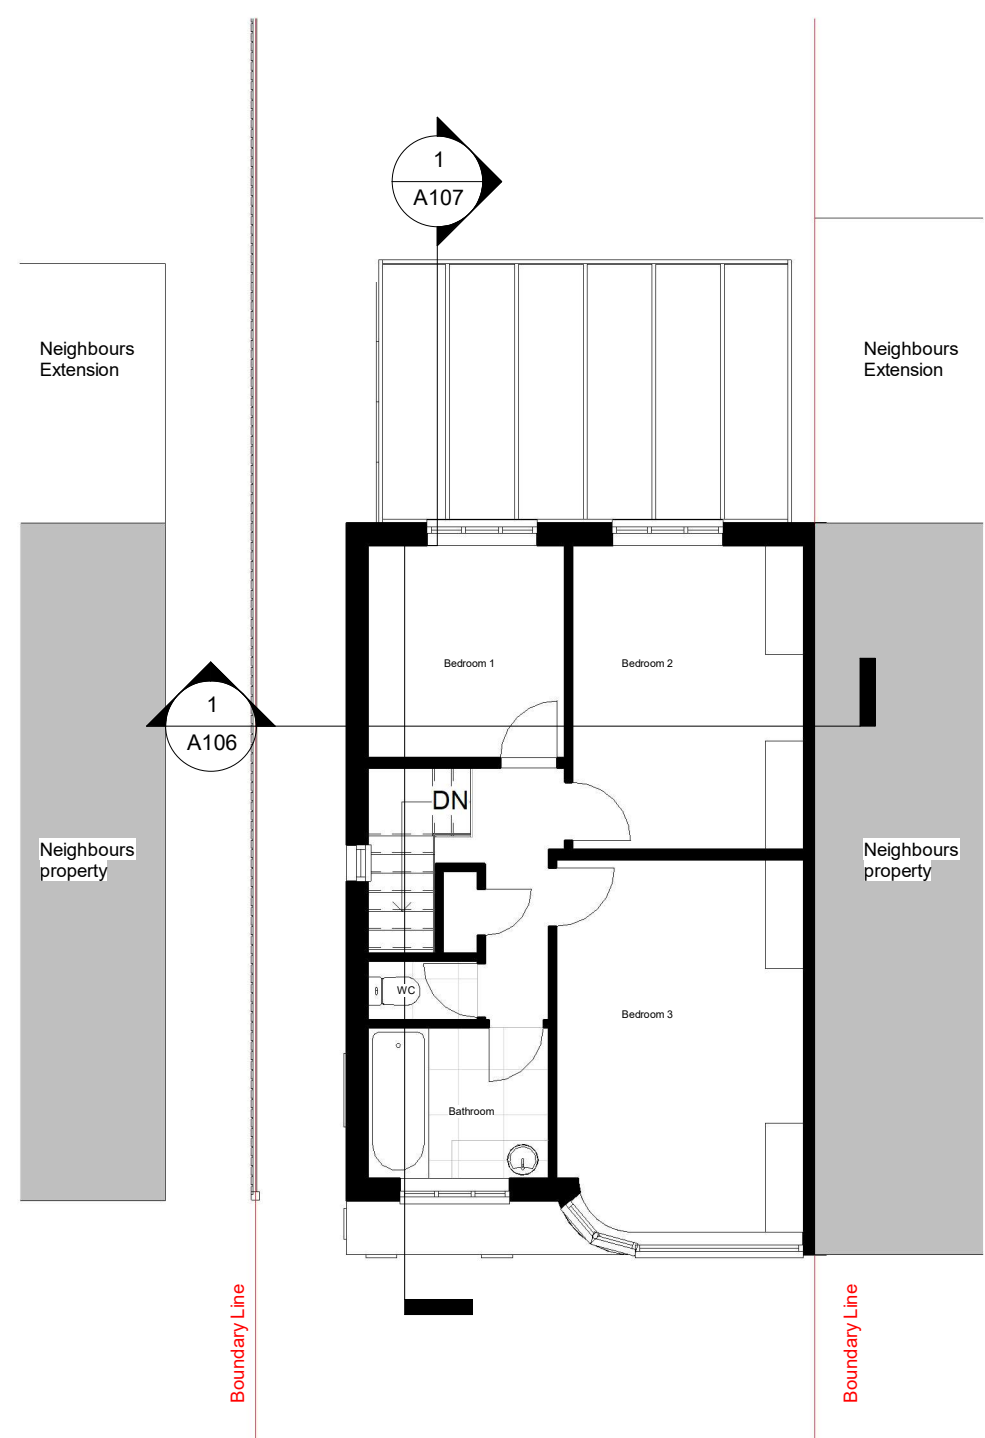 1
A107
Neighbours
Extension
Neighbours
Extension
Bedroom 1
Bedroom 2
1
A106
DN
Neighbours
property
Neighbours
property
WC
Bedroom 3
Bathroom
Boundary Line
Boundary Line